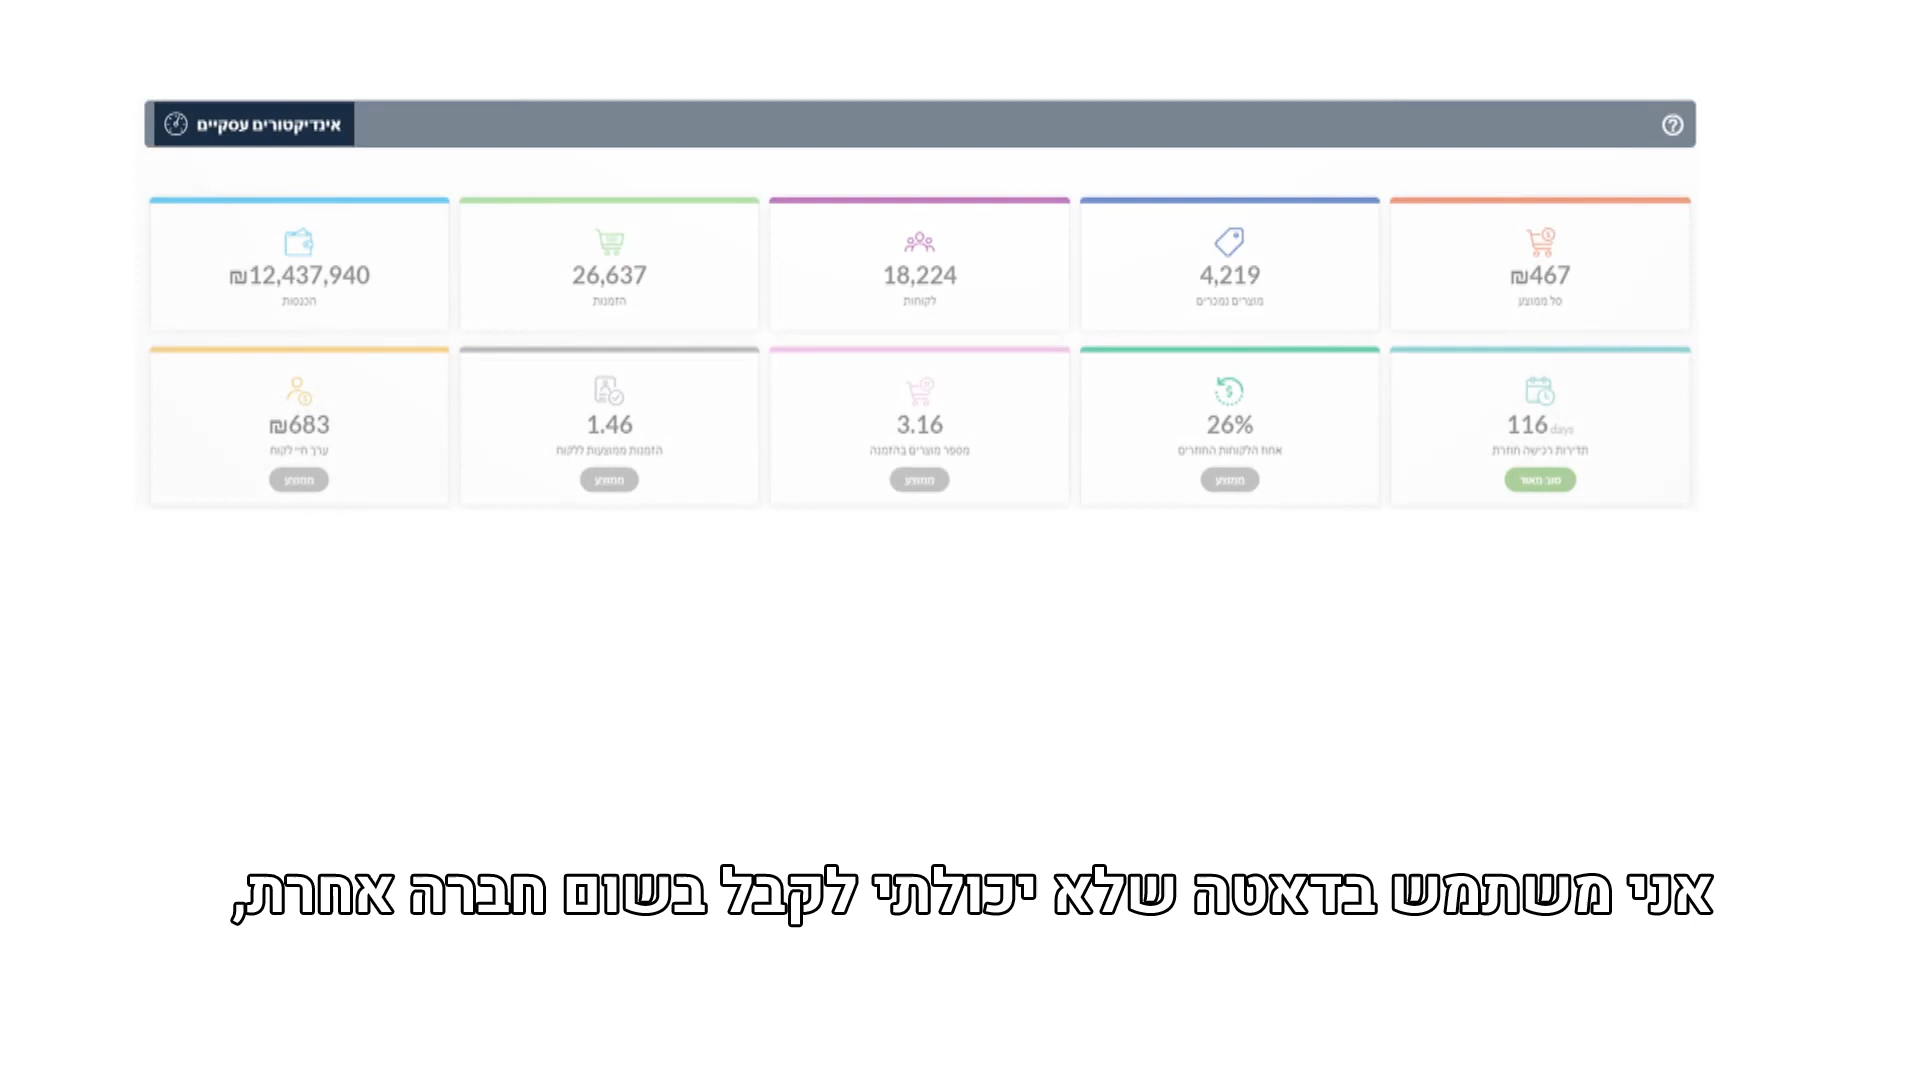 אינדיקטורים עסקיים
₪12,437,940
הכנסות
26,637
הזמנות
18,224
לקוחות
4,219
מוצרים נמכרים
₪467
סל ממוצע
₪683
ערך חיי לקוח
ממוצע
1.46
הזמנות ממוצעות ללקוח
ממוצע
3.16
מספר מוצרים בהזמנה
ממוצע
26%
אחוז הלקוחות החוזרים
ממוצע
116 days
תדירות רכישה חוזרת
טוב מאוד
אני משתמש בדאטה שלא יכולתי לקבל בשום חברה אחרת,